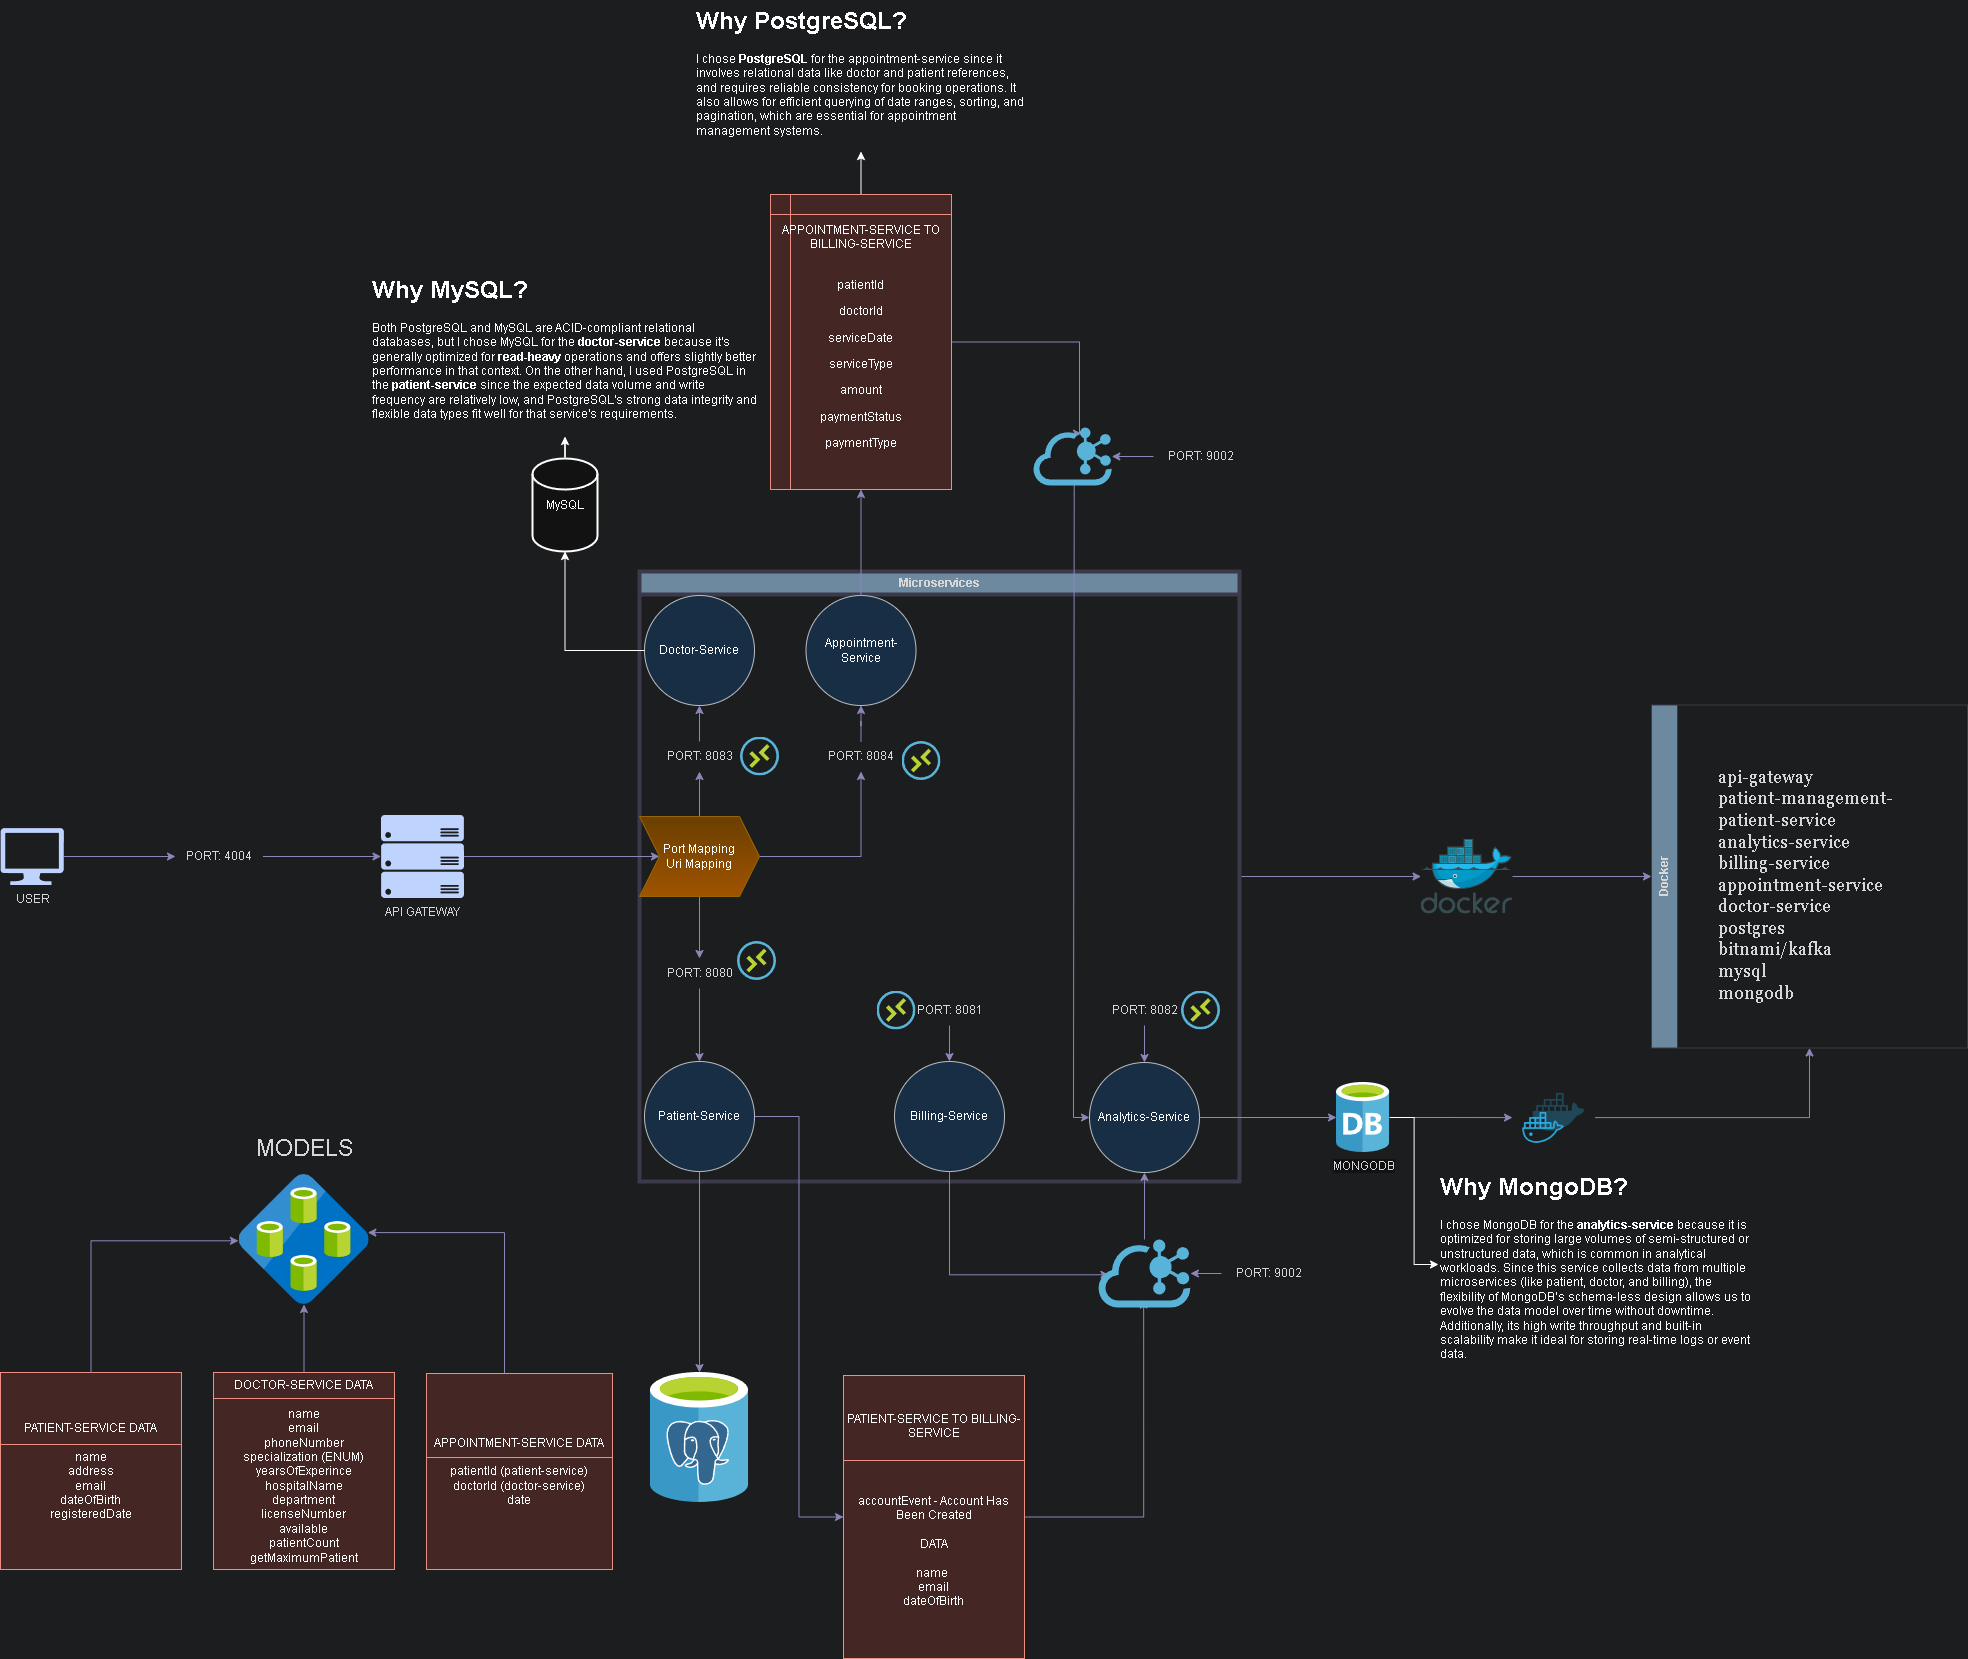 Why PostgreSQL?
I chose PostgreSQL for the appointment-service since it
involves relational data like doctor and patient references,
and requires reliable consistency for booking operations. It
also allows for efficient querying of date ranges, sorting, and
pagination, which are essential for appointment
management systems.
APPOINTMENT-SERVICE TO
BILLING-SERVICE
patientId
doctorId
serviceDate
serviceType
amount
paymentStatus
paymentType
Why MySQL?
Both PostgreSQL and MySQL are ACID-compliant relational
databases, but I chose MySQL for the doctor-service because it's
generally optimized for read-heavy operations and offers slightly better
performance in that context. On the other hand, I used PostgreSQL in
the patient-service since the expected data volume and write
frequency are relatively low, and PostgreSQL's strong data integrity and
flexible data types fit well for that service's requirements.
MySQL
PORT: 9002
Microservices
Doctor-Service
Appointment-
Service
PORT: 8083
PORT: 8084
USER
PORT: 4004
API GATEWAY
Port Mapping
Uri Mapping
PORT: 8080
PORT: 8081
PORT: 8082
Patient-Service
Billing-Service
Analytics-Service
docker
Docker
api-gateway
patient-management-
patient-service
analytics-service
billing-service
appointment-service
doctor-service
postgres
bitnami/kafka
mysql
mongodb
DB
MONGODB
Why MongoDB?
I chose MongoDB for the analytics-service because it is
optimized for storing large volumes of semi-structured or
unstructured data, which is common in analytical
workloads. Since this service collects data from multiple
microservices (like patient, doctor, and billing), the
flexibility of MongoDB's schema-less design allows us to
evolve the data model over time without downtime.
Additionally, its high write throughput and built-in
scalability make it ideal for storing real-time logs or event
data.
PORT: 9002
MODELS
PATIENT-SERVICE DATA
name
address
email
dateOfBirth
registeredDate
DOCTOR-SERVICE DATA
name
email
phoneNumber
specialization (ENUM)
yearsOfExperince
hospitalName
department
licenseNumber
available
patientCount
getMaximumPatient
APPOINTMENT-SERVICE DATA
patientId (patient-service)
doctorId (doctor-service)
date
PATIENT-SERVICE TO BILLING-
SERVICE
accountEvent - Account Has
Been Created
DATA
name
email
dateOfBirth